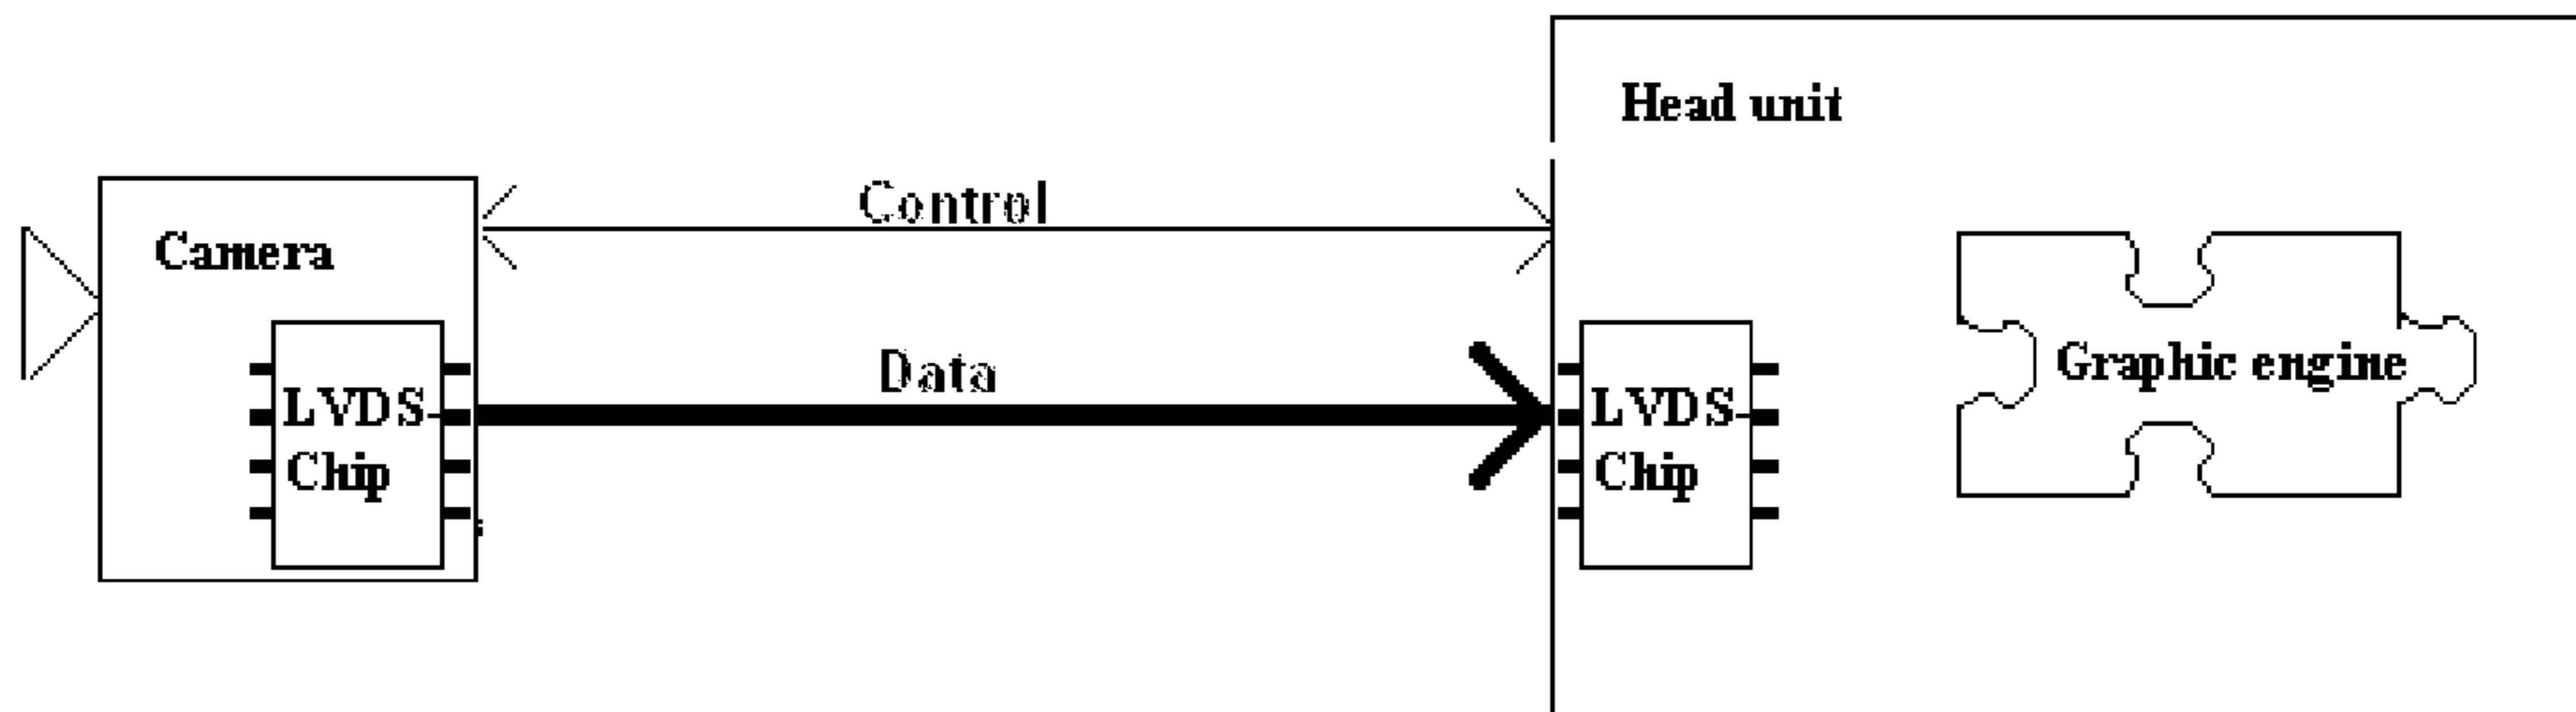 Head unit
Control
Camera
Data
Graphic engine
LVDS-
Chip
LVDS-
Chip